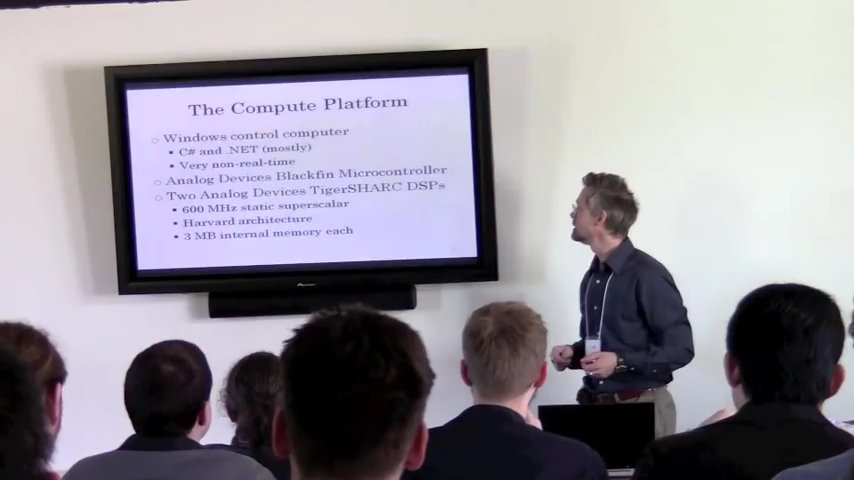 The Compute Platform
Windows control computer
C# and .NET (mostly)
Very non-real-time
Analog Devices Blackfin Microcontroller
Two Analog Devices TigerSHARC DSPs
600 MHz static superscalar
Harvard architecture
3 MB internal memory each